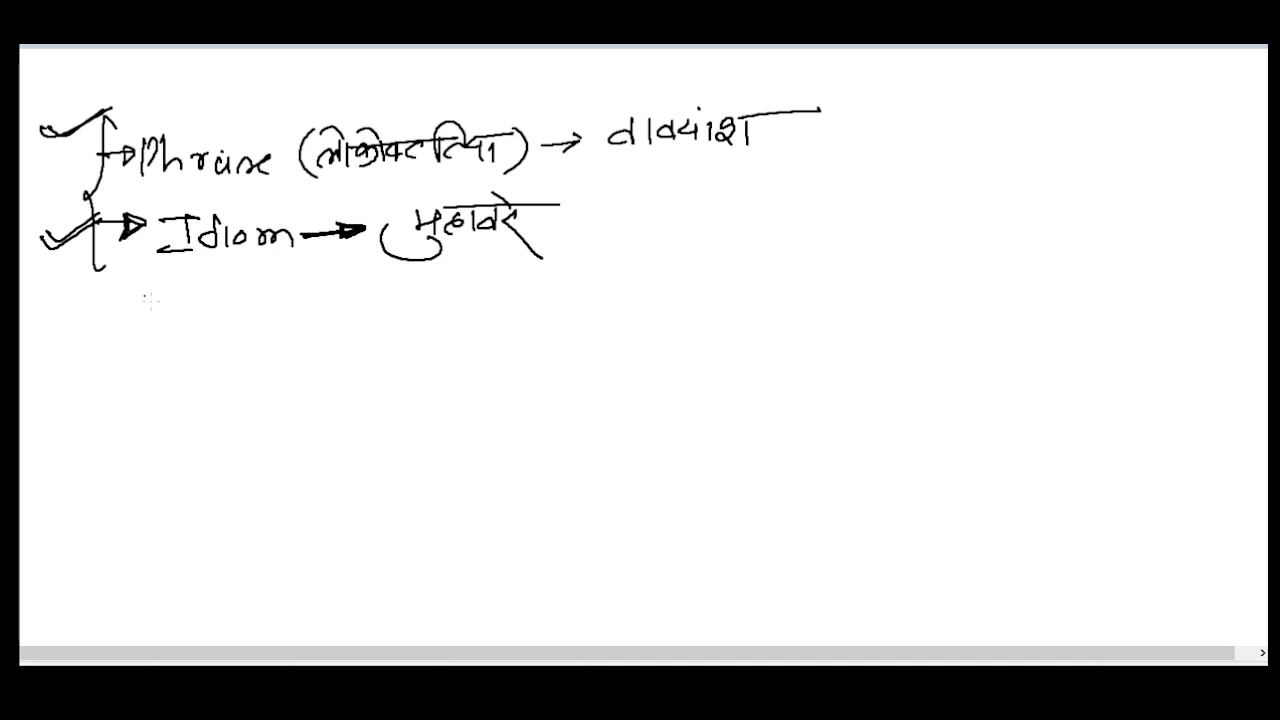 Phrase (लोकोक्तियां) → वाक्यांश
Idiom → मुहावरे